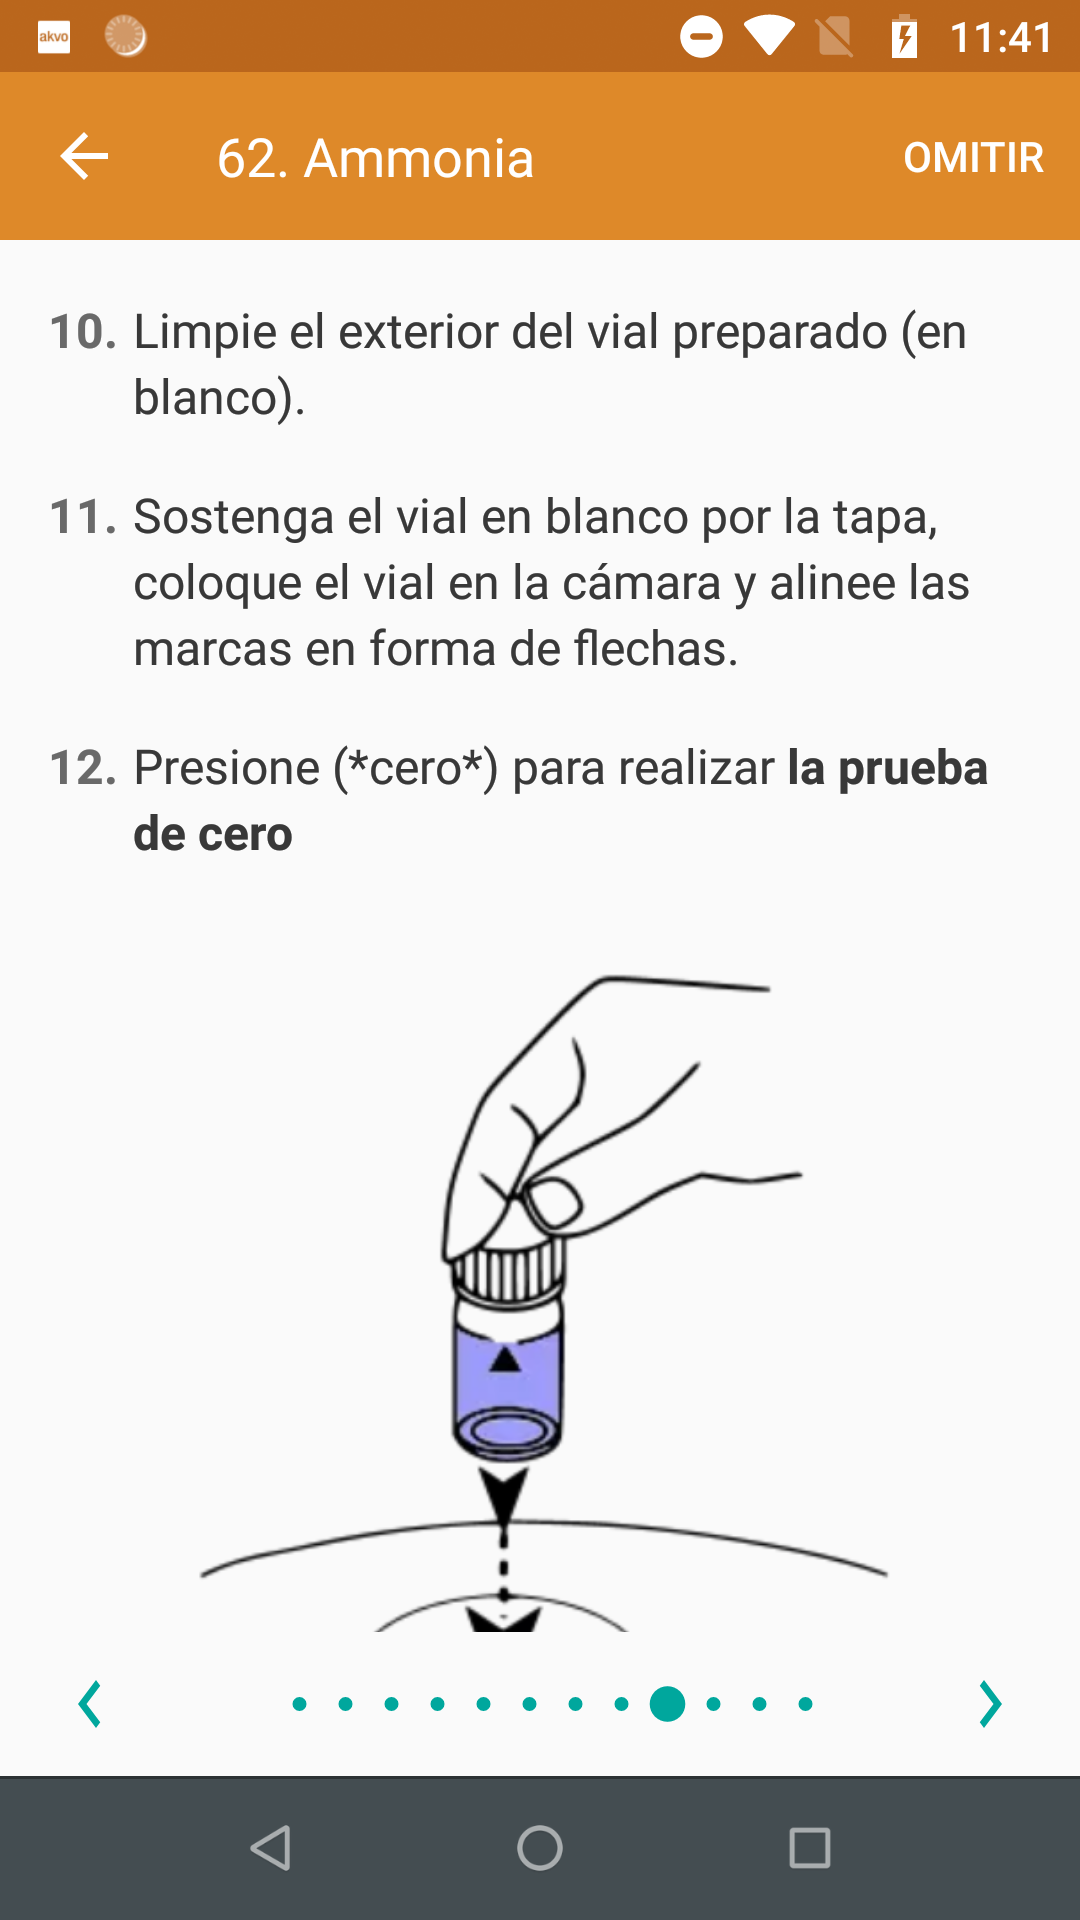 akvo
11:41
62. Ammonia
OMITIR
10. Limpie el exterior del vial preparado (en
blanco).
11. Sostenga el vial en blanco por la tapa,
coloque el vial en la cámara y alinee las
marcas en forma de flechas.
12. Presione (*cero*) para realizar la prueba
de cero